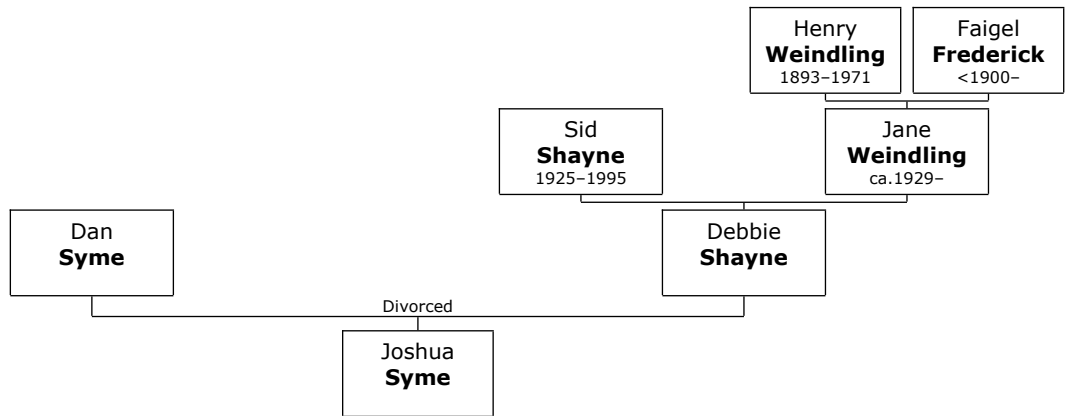 Henry
Weindling
1893–1971
Faigel
Frederick
<1900–
Sid
Shayne
1925–1995
Jane
Weindling
ca.1929–
Dan
Syme
Debbie
Shayne
Divorced
Joshua
Syme